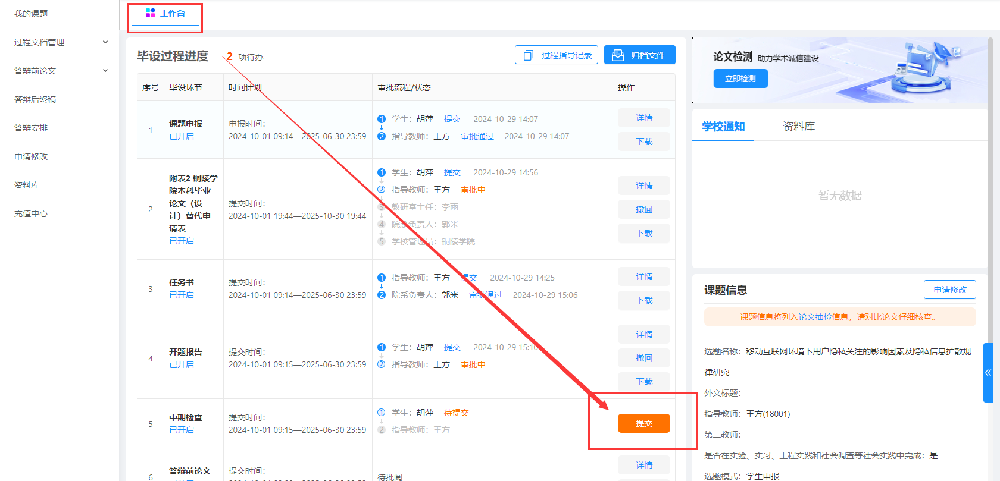 我的课题
过程文档管理
答辩前论文
答辩后终稿
答辩安排
申请修改
资料库
充值中心
工作台
毕设过程进度 2 项待办
过程指导记录
归档文件
序号 毕设环节 时间计划 审批流程/状态 操作
1
课题申报
已开启
申报时间：
2024-10-01 09:14—2025-06-30 23:59
1 学生：胡萍 提交 2024-10-29 14:07
2 指导教师：王方 审批通过 2024-10-29 14:07
详情
下载
2
附表2 铜陵学
院本科毕业
论文（设
计）替代申
请表
已开启
提交时间：
2024-10-01 19:44—2025-10-30 19:44
1 学生：胡萍 提交 2024-10-29 14:56
2 指导教师：王方 审批中
3 教研室主任：李雨
4 院系负责人：郭米
5 学校管理员：铜陵学院
详情
撤回
下载
3
任务书
已开启
提交时间：
2024-10-01 09:14—2025-06-30 23:59
1 指导教师：王方 提交 2024-10-29 14:25
2 院系负责人：郭米 审批通过 2024-10-29 15:06
详情
下载
4
开题报告
已开启
提交时间：
2024-10-01 09:15—2025-06-30 23:59
1 学生：胡萍 提交 2024-10-29 15:10
2 指导教师：王方 审批中
详情
撤回
下载
5
中期检查
已开启
提交时间：
2024-10-01 09:15—2025-06-30 23:59
1 学生：胡萍 待提交
2 指导教师：王方
提交
6
答辩前论文
提交时间：
待批阅
详情
论文检测 助力学术诚信建设
立即检测
学校通知 资料库
暂无数据
课题信息
申请修改
课题信息将列入论文抽检信息，请对比论文仔细核查。
选题名称：移动互联网环境下用户隐私关注的影响因素及隐私信息扩散规
律研究
外文标题：
指导教师：王方(18001)
第二教师：
是否在实验、实习、工程实践和社会调查等社会实践中完成：是
选题模式：学生申报